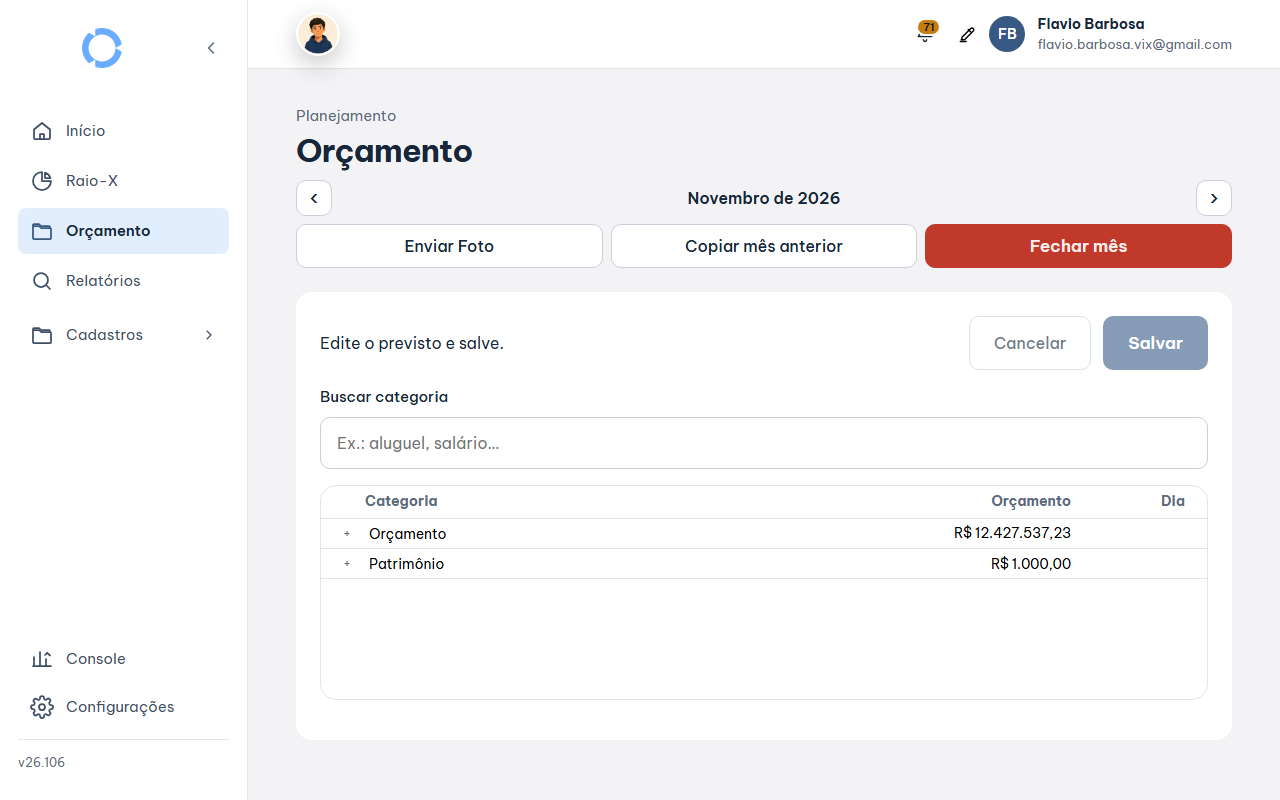 71
FB
Flavio Barbosa
flavio.barbosa.vix@gmail.com
Início
Raio-X
Orçamento
Relatórios
Cadastros
Console
Configurações
v26.106
Planejamento
Orçamento
Novembro de 2026
Enviar Foto
Copiar mês anterior
Fechar mês
Edite o previsto e salve.
Cancelar
Salvar
Buscar categoria
Ex.: aluguel, salário...
Categoria Orçamento Dia
+ Orçamento R$ 12.427.537,23
+ Patrimônio R$ 1.000,00